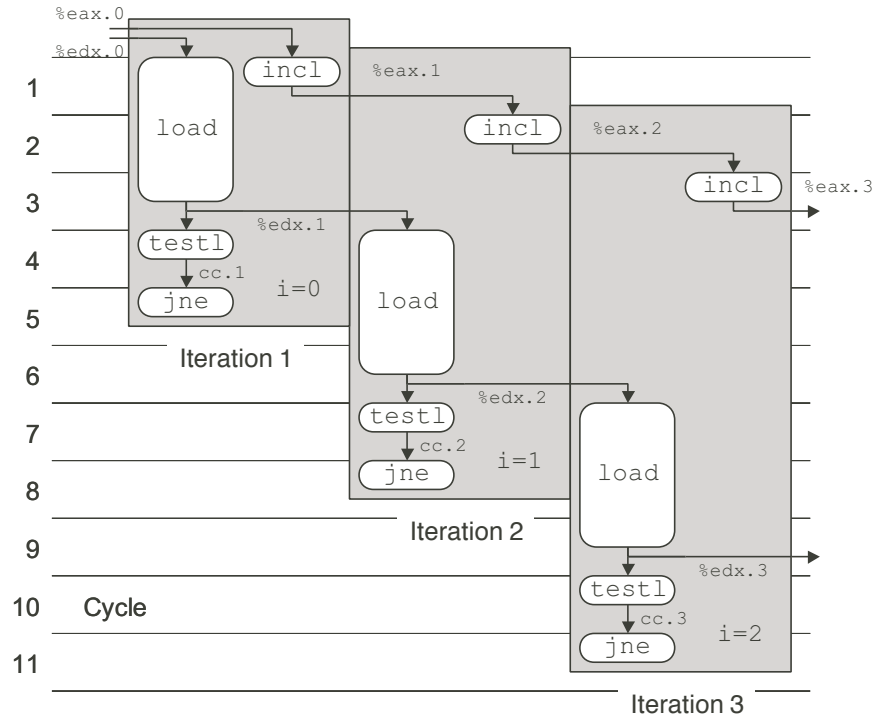 %eax.0
%edx.0
1
incl
%eax.1
load
2
incl
%eax.2
3
incl
%eax.3
%edx.1
4
testl
cc.1
i=0
load
5
jne
Iteration 1
6
%edx.2
7
testl
cc.2
i=1
load
8
jne
Iteration 2
9
%edx.3
10
Cycle
testl
cc.3
i=2
11
jne
Iteration 3